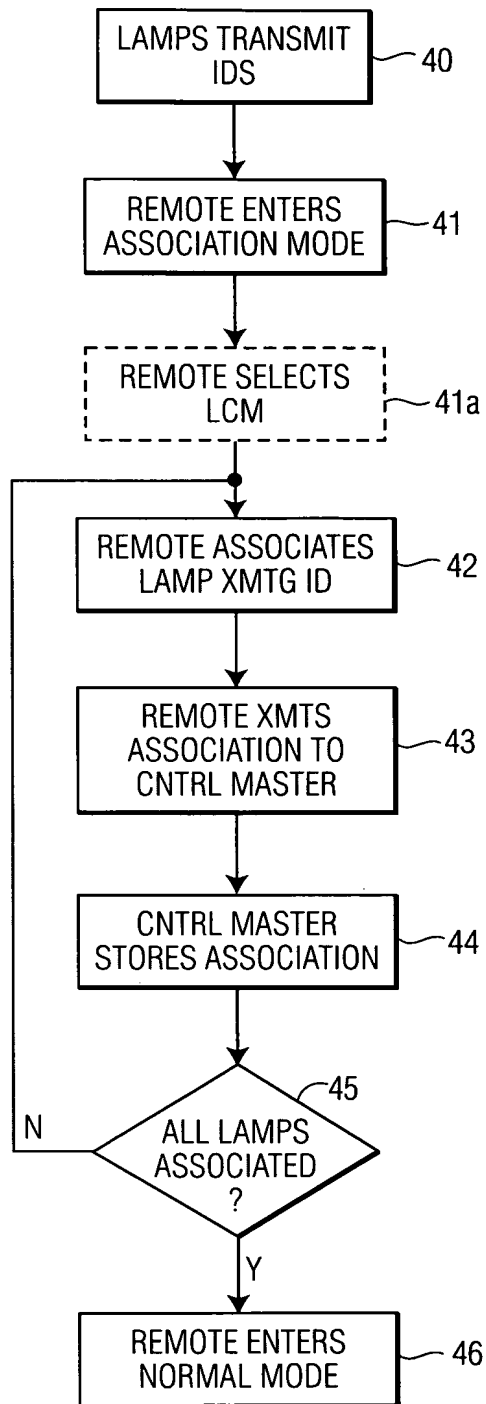 LAMPS TRANSMIT
IDS
40
REMOTE ENTERS
ASSOCIATION MODE
41
REMOTE SELECTS
LCM
41a
REMOTE ASSOCIATES
LAMP XMTG ID
42
REMOTE XMTS
ASSOCIATION TO
CNTRL MASTER
43
CNTRL MASTER
STORES ASSOCIATION
44
45
N
ALL LAMPS
ASSOCIATED
?
Y
REMOTE ENTERS
NORMAL MODE
46